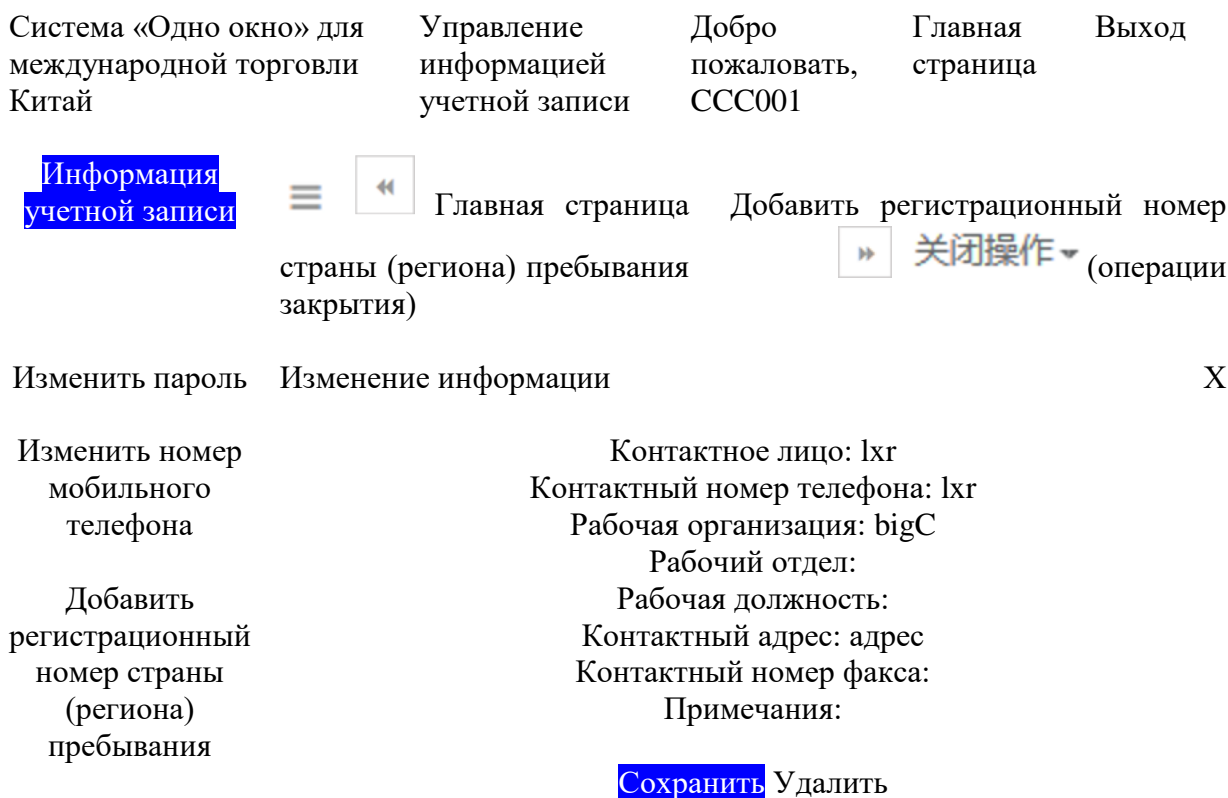 Система «Одно окно» для международной торговли Китай
Управление информацией учетной записи
Добро пожаловать, CCC001
Главная страница
Выход
Информация
учетной записи
Главная страница Добавить регистрационный номер
страны (региона) пребывания 关闭操作 (операции
закрытия)
Изменить пароль
Изменение информации X
Изменить номер
мобильного
телефона
Добавить
регистрационный
номер страны
(региона)
пребывания
Контактное лицо: lxr
Контактный номер телефона: lxr
Рабочая организация: bigC
Рабочий отдел:
Рабочая должность:
Контактный адрес: адрес
Контактный номер факса:
Примечания:
Сохранить Удалить